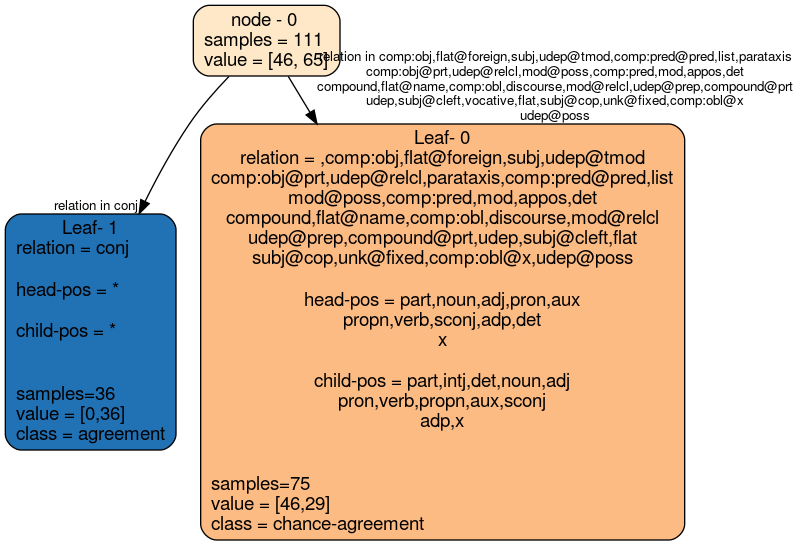 node - 0
samples = 111
value = [46, 65]
relation in comp:obj,flat@foreign,subj,udep@tmod,comp:pred@pred,list,parataxis
comp:obj@prt,udep@relcl,mod@poss,comp:pred,mod,appos,det
compound,flat@name,comp:obl,discourse,mod@relcl,udep@prep,compound@prt
udep,subj@cleft,vocative,flat,subj@cop,unk@fixed,comp:obl@x
udep@poss
relation in conj
Leaf- 1
relation = conj
head-pos = *
child-pos = *
samples=36
value = [0,36]
class = agreement
Leaf- 0
relation = ,comp:obj,flat@foreign,subj,udep@tmod
comp:obj@prt,udep@relcl,parataxis,comp:pred@pred,list
mod@poss,comp:pred,mod,appos,det
compound,flat@name,comp:obl,discourse,mod@relcl
udep@prep,compound@prt,udep,subj@cleft,flat
subj@cop,unk@fixed,comp:obl@x,udep@poss
head-pos = part,noun,adj,pron,aux
propn,verb,sconj,adp,det
x
child-pos = part,intj,det,noun,adj
pron,verb,propn,aux,sconj
adp,x
samples=75
value = [46,29]
class = chance-agreement